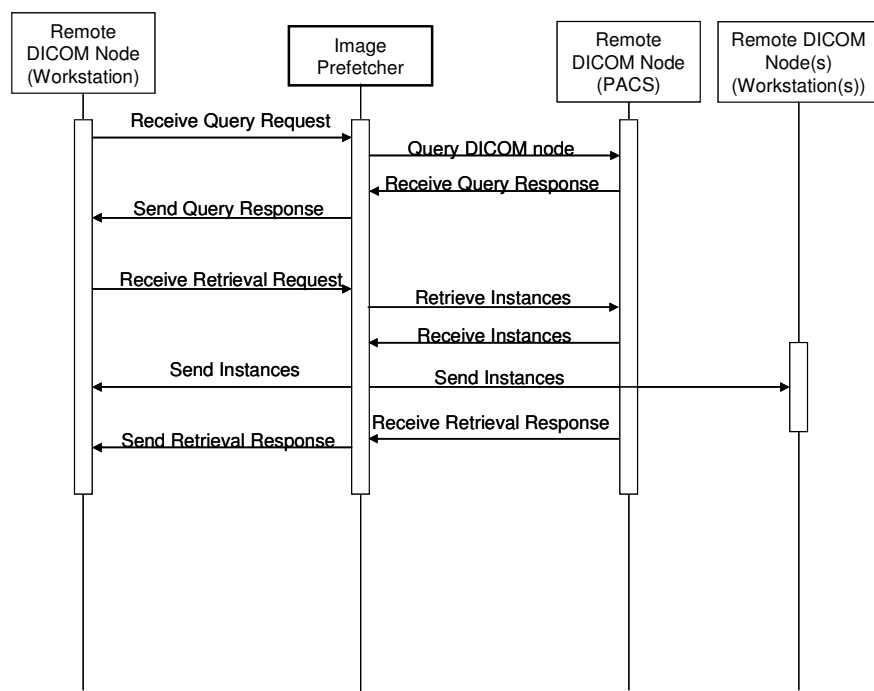 Remote
DICOM Node
(Workstation)
Image
Prefetcher
Remote
DICOM Node
(PACS)
Remote DICOM
Node(s)
(Workstation(s))
Receive Query Request
Query DICOM node
Receive Query Response
Send Query Response
Receive Retrieval Request
Retrieve Instances
Receive Instances
Send Instances
Send Instances
Receive Retrieval Response
Send Retrieval Response